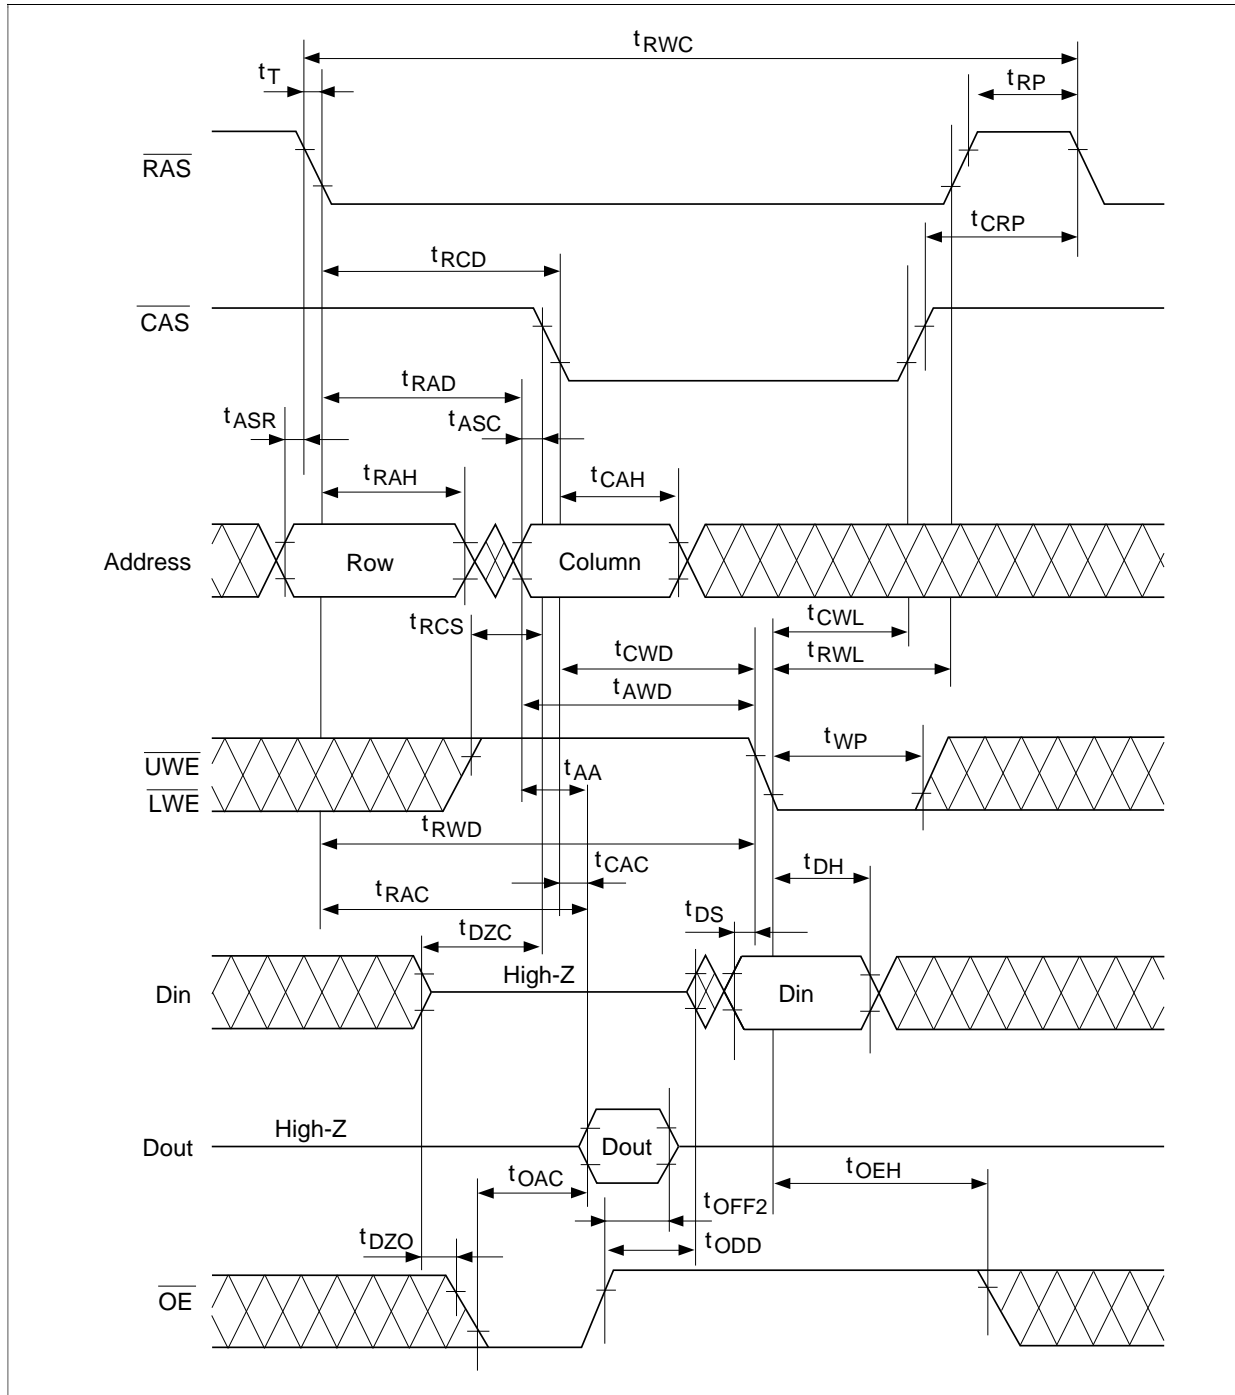 tRWC
tT
tRP
RAS
tCRP
tRCD
CAS
tRAD
tASR
tASC
tRAH
tCAH
Address
Row
Column
tRCS
tCWL
tCWD
tRWL
tAWD
tWP
UWE
tAA
LWE
tRWD
tCAC
tDH
tRAC
tDS
tDZC
High-Z
Din
Din
High-Z
Dout
Dout
tOAC
tOEH
tOFF2
tDZO
tODD
OE